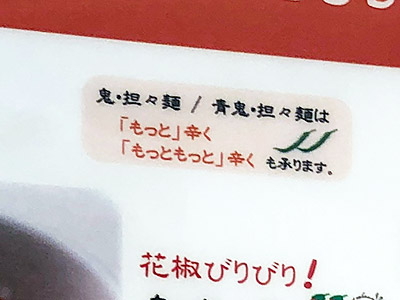 鬼・担々麺 / 青鬼・担々麺は
「もっと」辛く
「もっともっと」辛く も承ります。
花椒びりびり!